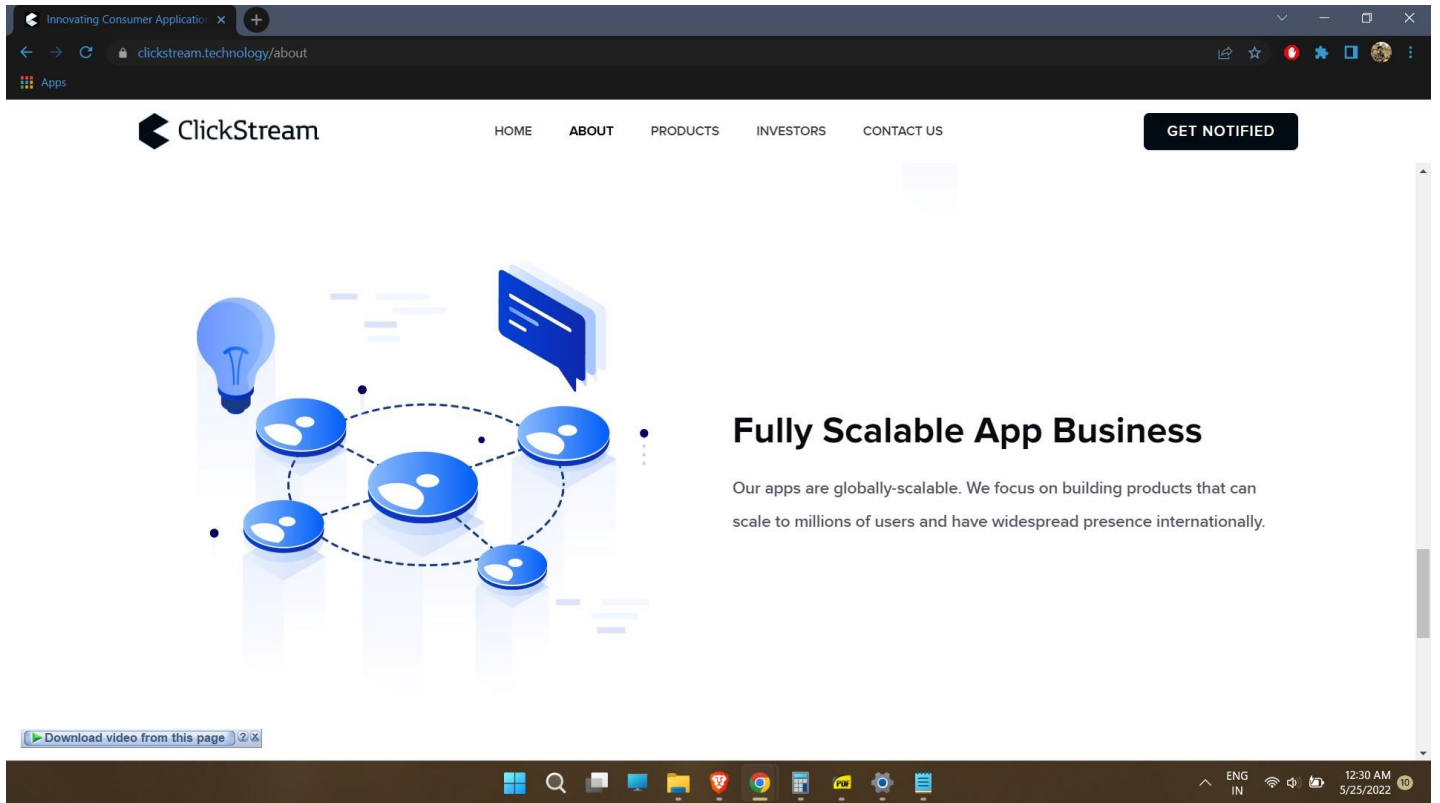 Innovating Consumer Application
clickstream.technology/about
Apps
ClickStream
HOME ABOUT PRODUCTS INVESTORS CONTACT US GET NOTIFIED
Fully Scalable App Business
Our apps are globally-scalable. We focus on building products that can
scale to millions of users and have widespread presence internationally.
Download video from this page ? x
PDF
ENG
IN
12:30 AM
5/25/2022
10